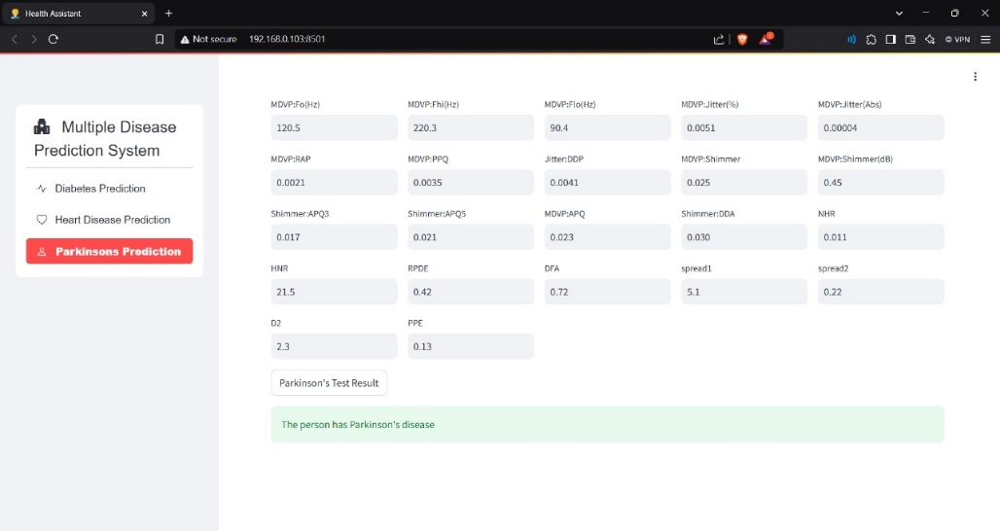 Health Assistant
Not secure 192.168.0.103:8501
VPN
Multiple Disease
Prediction System
Diabetes Prediction
Heart Disease Prediction
Parkinsons Prediction
MDVP:Fo(Hz) MDVP:Fhi(Hz) MDVP:Flo(Hz) MDVP:Jitter(%) MDVP:Jitter(Abs)
120.5 220.3 90.4 0.0051 0.00004
MDVP:RAP MDVP:PPQ Jitter:DDP MDVP:Shimmer MDVP:Shimmer(dB)
0.0021 0.0035 0.0041 0.025 0.45
Shimmer:APQ3 Shimmer:APQ5 MDVP:APQ Shimmer:DDA NHR
0.017 0.021 0.023 0.030 0.011
HNR RPDE DFA spread1 spread2
21.5 0.42 0.72 5.1 0.22
D2 PPE
2.3 0.13
Parkinson's Test Result
The person has Parkinson's disease